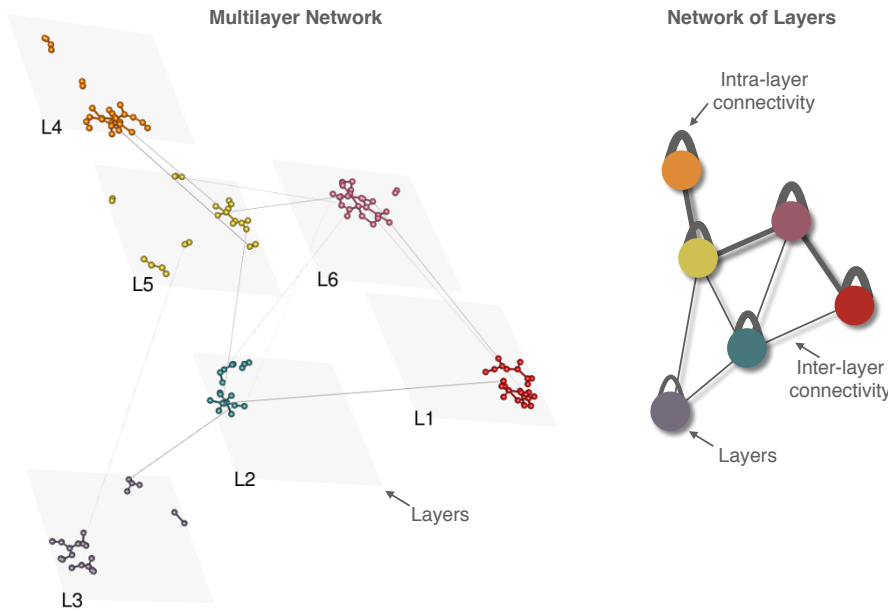 Multilayer Network
Network of Layers
Intra-layer
connectivity
L4
L5
L6
L1
L2
L3
Layers
Inter-layer
connectivity
Layers